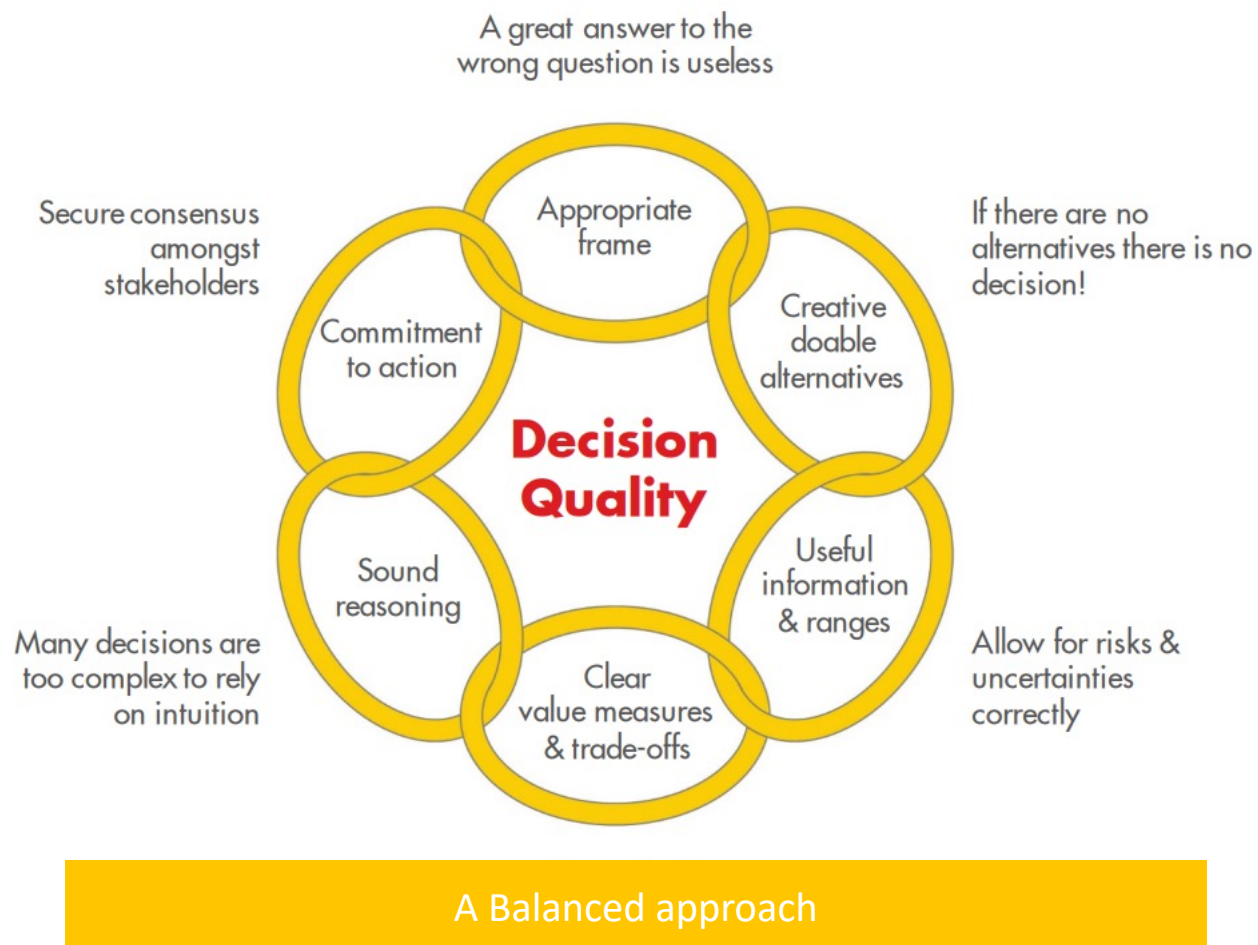 A great answer to the
wrong question is useless
Appropriate
frame
If there are no
alternatives there is no
decision!
Creative
doable
alternatives
Useful
information
& ranges
Allow for risks &
uncertainties
correctly
Clear
value measures
& trade-offs
Sound
reasoning
Many decisions are
too complex to rely
on intuition
Commitment
to action
Secure consensus
amongst
stakeholders
Decision
Quality
A Balanced approach